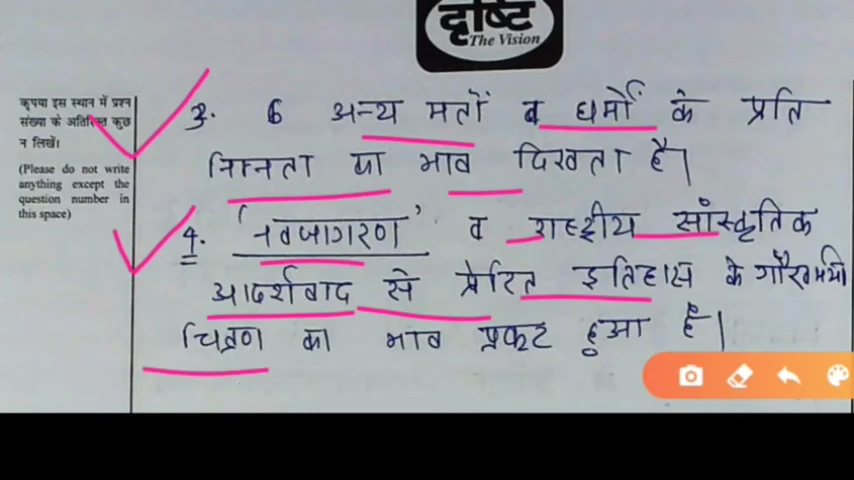 दृष्टि
The Vision
कृपया इस स्थान में प्रश्न
संख्या के अतिरिक्त कुछ
न लिखें।
(Please do not write
anything except the
question number in
this space)
3. 6 अन्य मतों व धर्मों के प्रति
निम्नता का भाव दिखता है।
4. 'नवजागरण' व राष्ट्रीय सांस्कृतिक
आदर्शवाद से प्रेरित इतिहास के गौरवमयी
चित्रण का भाव प्रकट हुआ है।